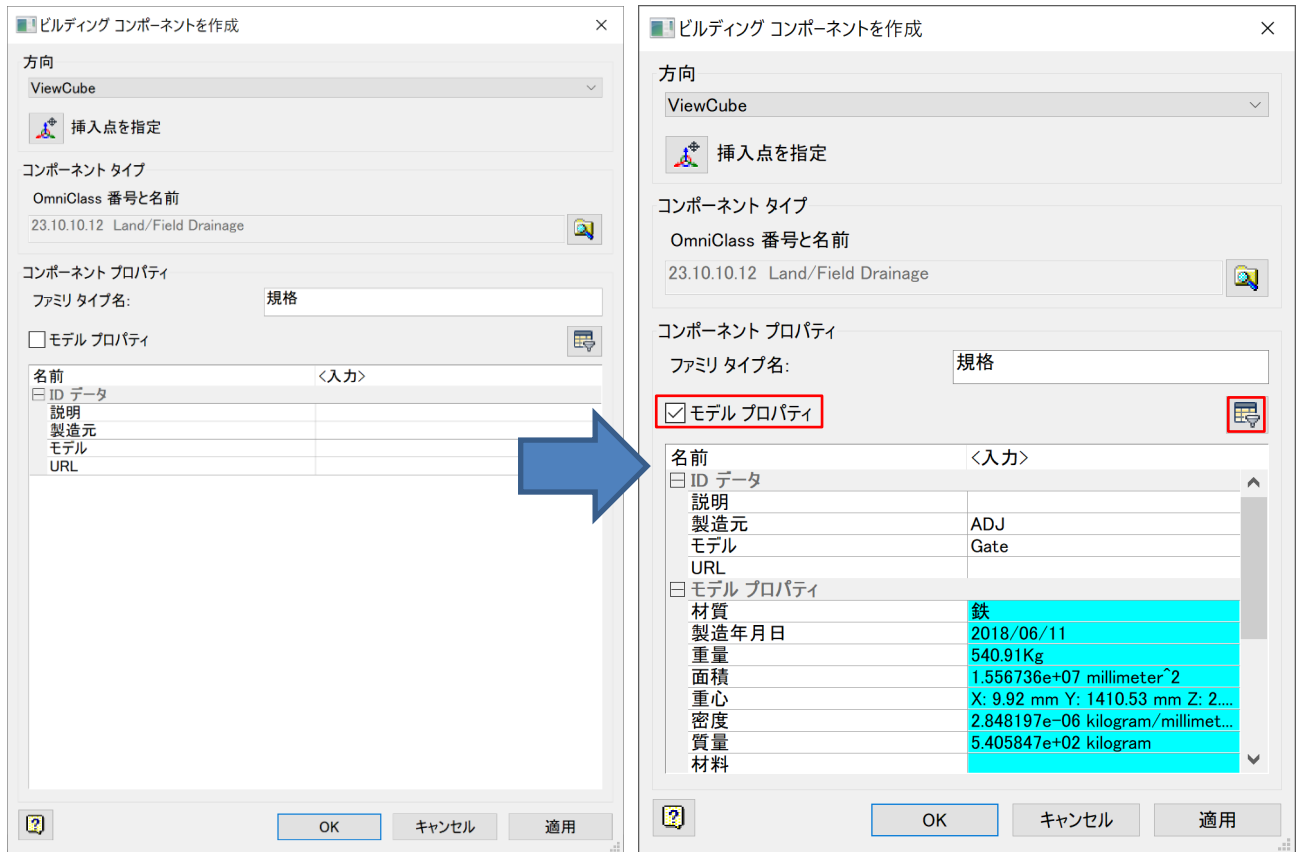 ビルディング コンポーネントを作成
方向
ViewCube
挿入点を指定
コンポーネント タイプ
OmniClass 番号と名前
23.10.10.12 Land/Field Drainage
コンポーネント プロパティ
ファミリ タイプ名: 規格
モデル プロパティ
名前 <入力>
ID データ
説明
製造元
モデル
URL
OK キャンセル 適用
ビルディング コンポーネントを作成
方向
ViewCube
挿入点を指定
コンポーネント タイプ
OmniClass 番号と名前
23.10.10.12 Land/Field Drainage
コンポーネント プロパティ
ファミリ タイプ名: 規格
モデル プロパティ
名前 <入力>
ID データ
説明
製造元 ADJ
モデル Gate
URL
モデル プロパティ
材質 鉄
製造年月日 2018/06/11
重量 540.91Kg
面積 1.556736e+07 millimeter^2
重心 X: 9.92 mm Y: 1410.53 mm Z: 2....
密度 2.848197e-06 kilogram/millimet...
質量 5.405847e+02 kilogram
材料
OK キャンセル 適用